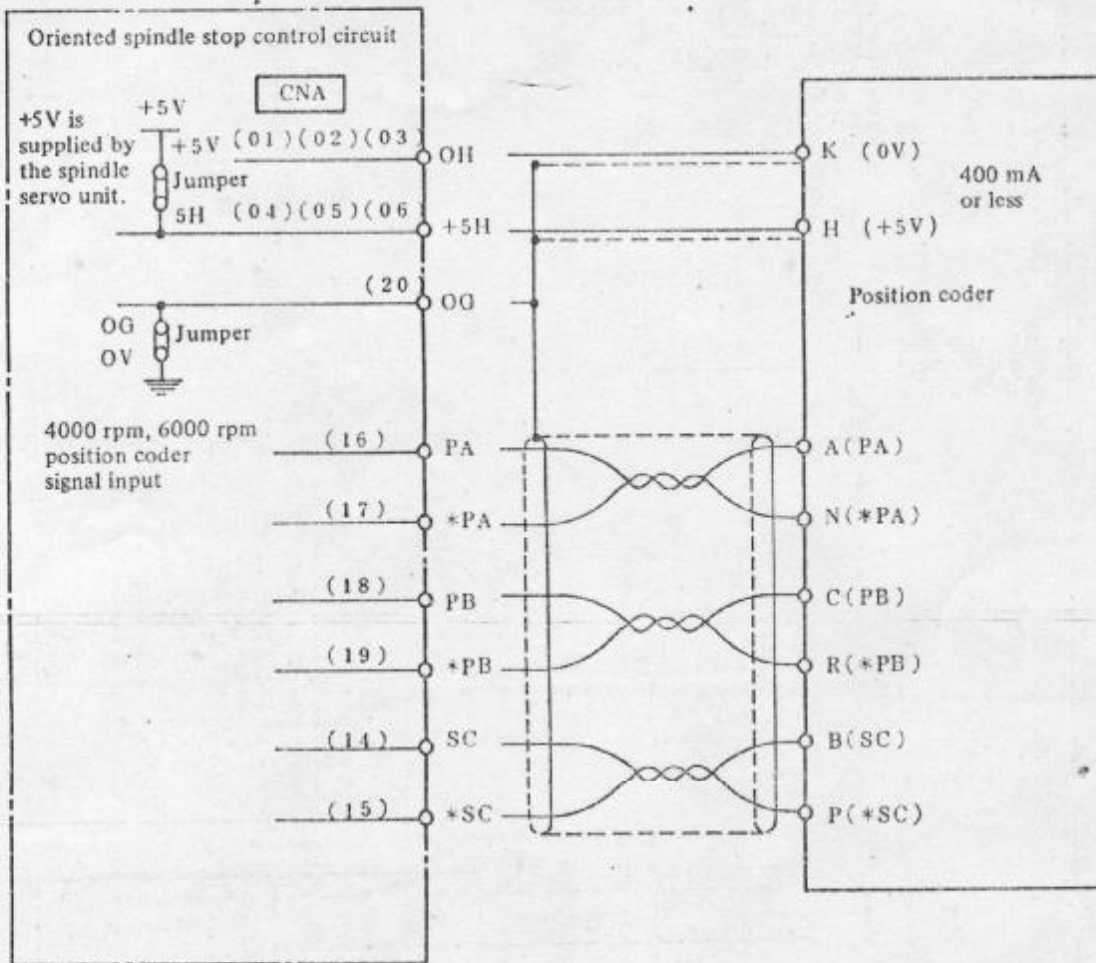 Oriented spindle stop control circuit
CNA
+5V
+5V is
supplied by
the spindle
servo unit.
+5V
(01)(02)(03)
OH
Jumper
5H
(04)(05)(06
+5H
(20)
OG
OG
Jumper
OV
4000 rpm, 6000 rpm
position coder
signal input
(16)
PA
(17)
*PA
(18)
PB
(19)
*PB
(14)
SC
(15)
*SC
K (0V)
400 mA
or less
H (+5V)
Position coder
A(PA)
N(*PA)
C(PB)
R(*PB)
B(SC)
P(*SC)